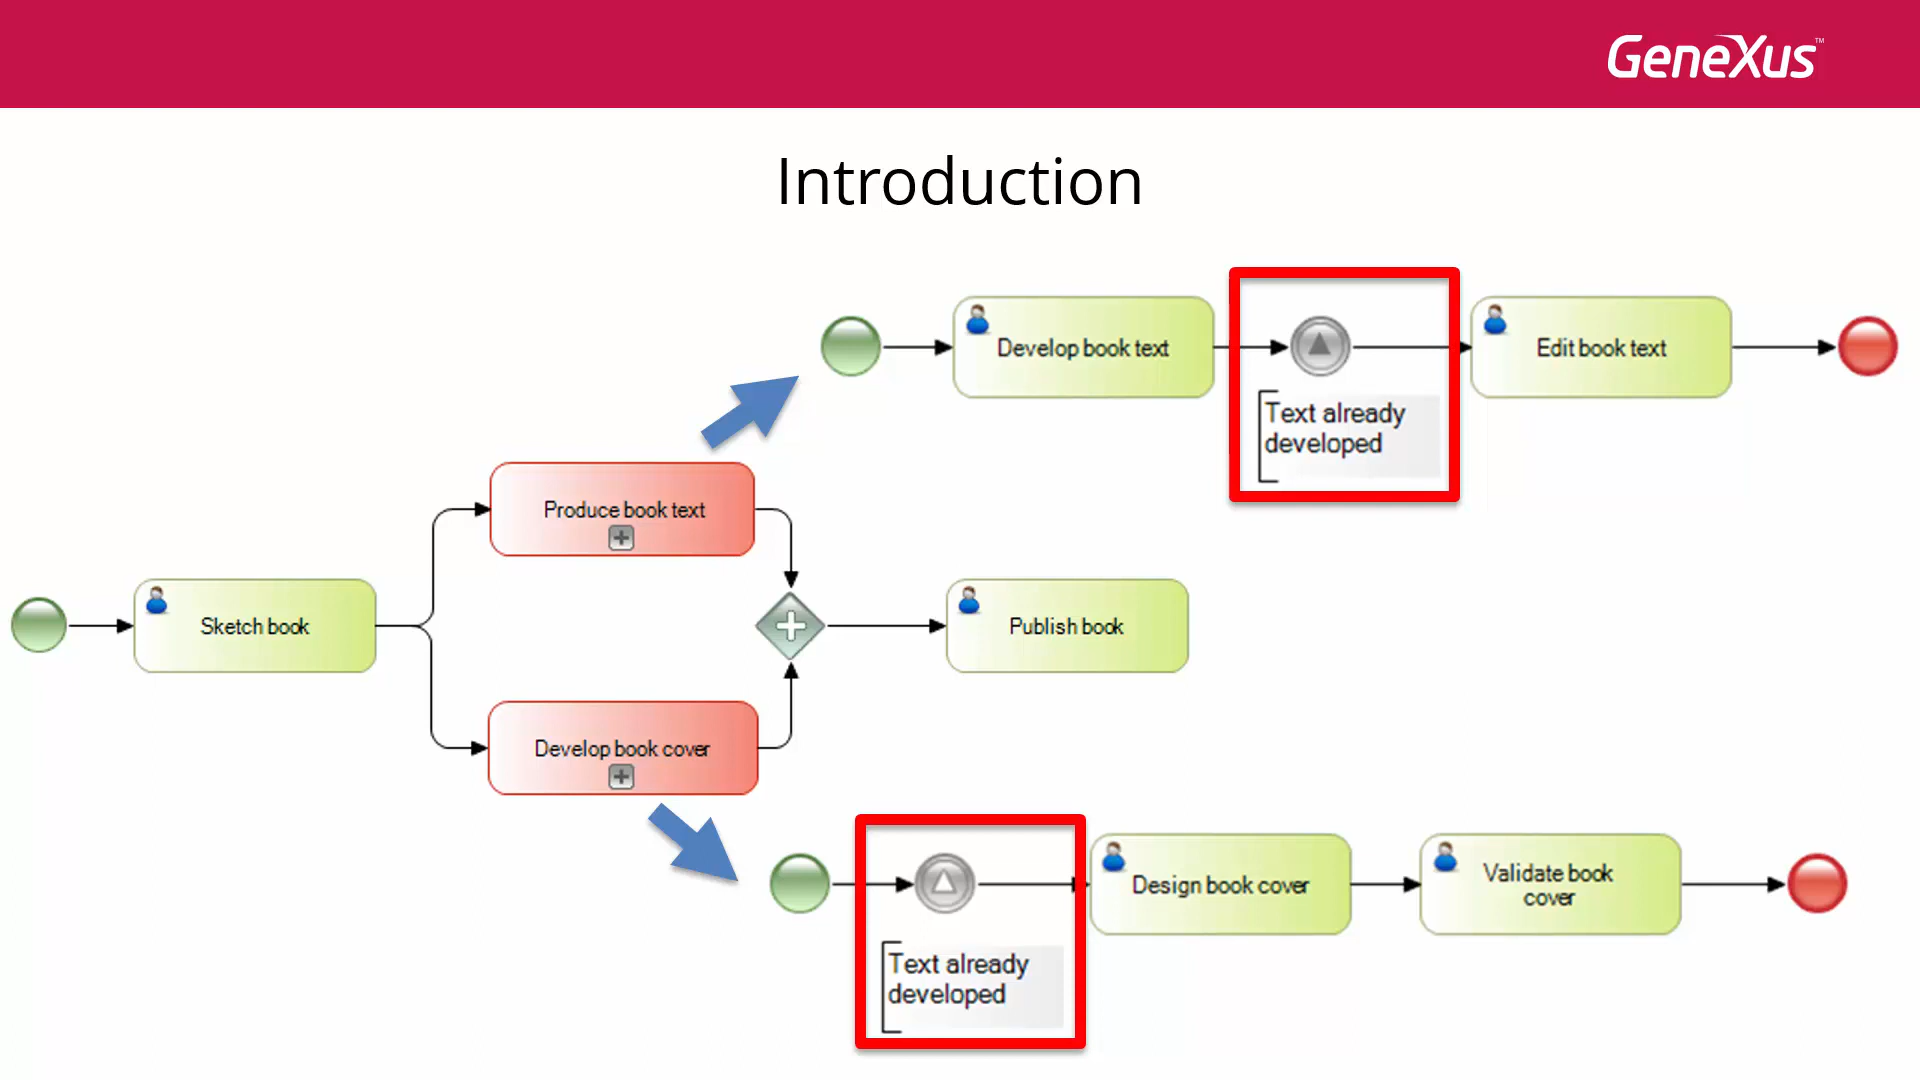 GeneXus™
Introduction
Develop book text
Edit book text
Text already
developed
Produce book text
Sketch book
Publish book
Develop book cover
Design book cover
Validate book
cover
Text already
developed